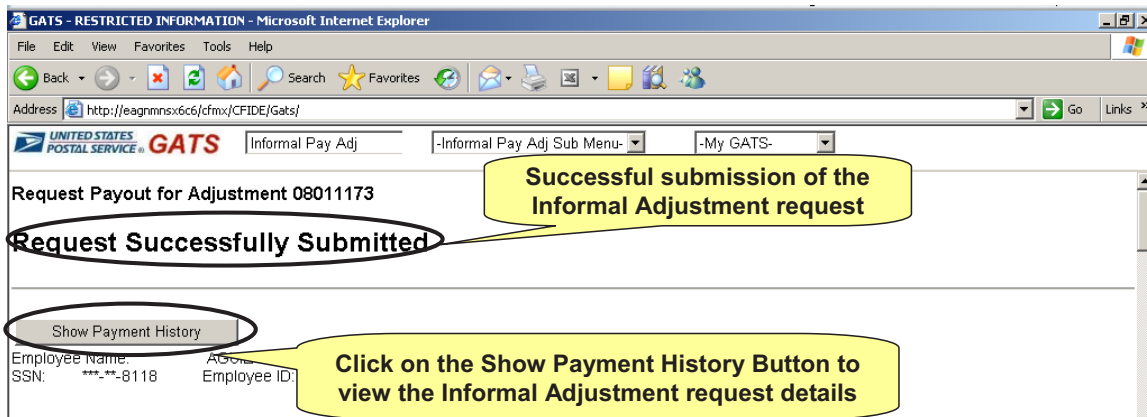 GATS - RESTRICTED INFORMATION - Microsoft Internet Explorer
File Edit View Favorites Tools Help
Back Search Favorites
Address http://eagnmnsx6c6/cfmx/CFIDE/Gats/ Go Links »
UNITED STATES POSTAL SERVICE ® GATS Informal Pay Adj -Informal Pay Adj Sub Menu- -My GATS-
Successful submission of the
Informal Adjustment request
Request Payout for Adjustment 08011173
Request Successfully Submitted
Show Payment History
Employee Name:
SSN: ***-**-8118 Employee ID:
Click on the Show Payment History Button to
view the Informal Adjustment request details